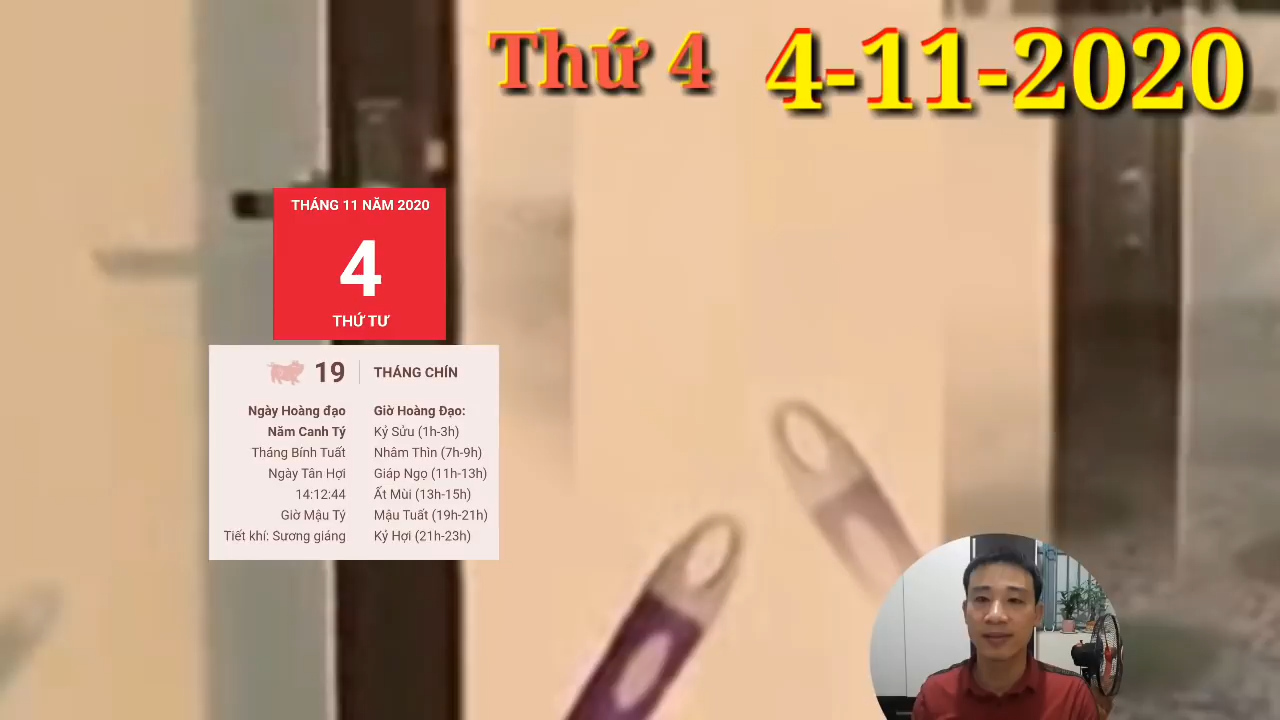 Thứ 4 4-11-2020
THÁNG 11 NĂM 2020
4
THỨ TƯ
19 THÁNG CHÍN
Ngày Hoàng đạo
Năm Canh Tý
Tháng Bính Tuất
Ngày Tân Hợi
14:12:44
Giờ Mậu Tý
Tiết khí: Sương giáng
Giờ Hoàng Đạo:
Kỷ Sửu (1h-3h)
Nhâm Thìn (7h-9h)
Giáp Ngọ (11h-13h)
Ất Mùi (13h-15h)
Mậu Tuất (19h-21h)
Kỷ Hợi (21h-23h)